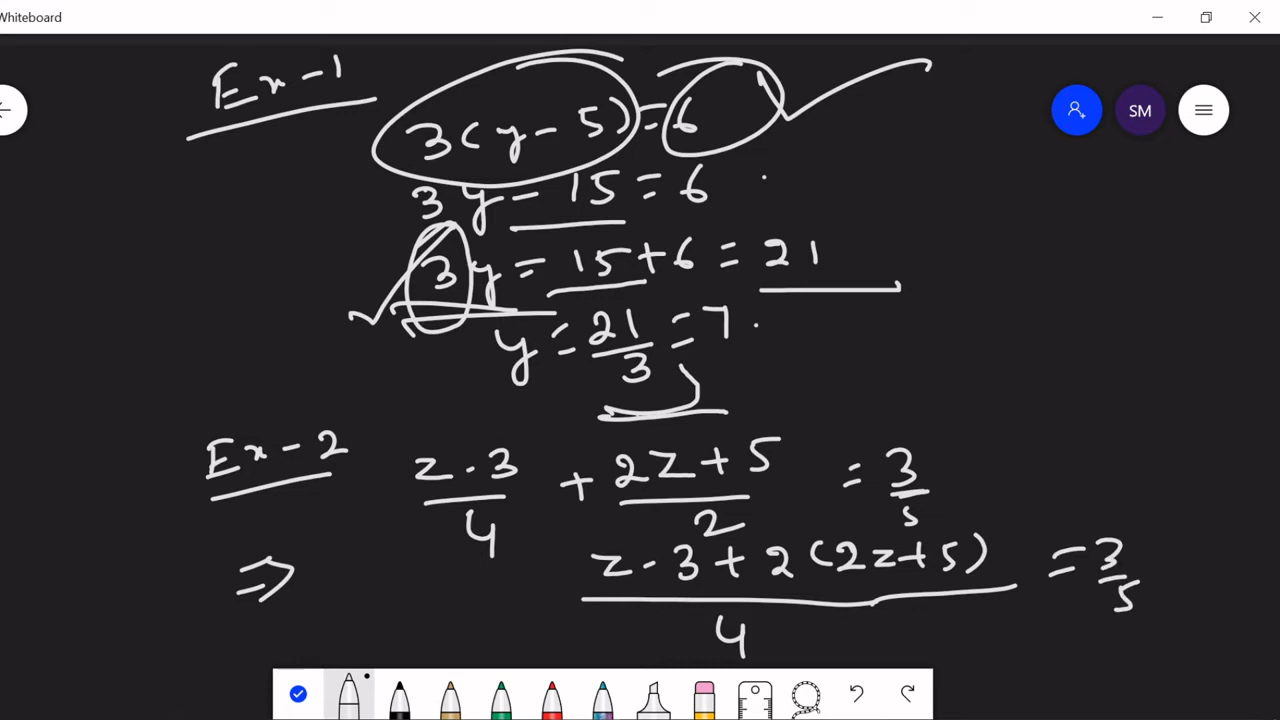 Whiteboard
Ex-1
3(y-5)=6
SM
3y-15=6
3y=15+6=21
y=21/3=7
Ex-2 z-3/4 + 2z+5/2 = 3/5
⇒ z-3+2(2z+5)/4 = 3/5